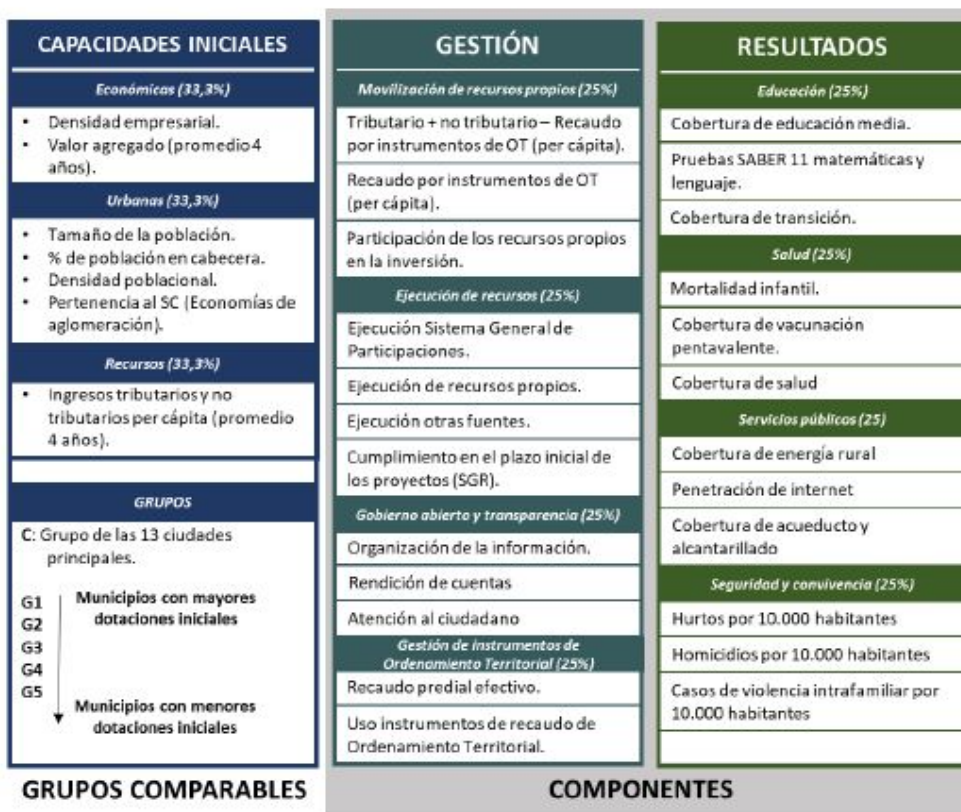 CAPACIDADES INICIALES
Económicas (33,3%)
• Densidad empresarial.
• Valor agregado (promedio 4
años).
Urbanas (33,3%)
• Tamaño de la población.
• % de población en cabecera.
• Densidad poblacional.
• Pertenencia al SC (Economías de
aglomeración).
Recursos (33,3%)
• Ingresos tributarios y no
tributarios per cápita (promedio
4 años).
GRUPOS
C: Grupo de las 13 ciudades
principales.
G1
G2
G3
G4
G5
Municipios con mayores
dotaciones iniciales
Municipios con menores
dotaciones iniciales
GRUPOS COMPARABLES
GESTIÓN
Movilización de recursos propios (25%)
Tributario + no tributario – Recaudo
por instrumentos de OT (per cápita).
Recaudo por instrumentos de OT
(per cápita).
Participación de los recursos propios
en la inversión.
Ejecución de recursos (25%)
Ejecución Sistema General de
Participaciones.
Ejecución de recursos propios.
Ejecución otras fuentes.
Cumplimiento en el plazo inicial de
los proyectos (SGR).
Gobierno abierto y transparencia (25%)
Organización de la información.
Rendición de cuentas
Atención al ciudadano
Gestión de instrumentos de
Ordenamiento Territorial (25%)
Recaudo predial efectivo.
Uso instrumentos de recaudo de
Ordenamiento Territorial.
RESULTADOS
Educación (25%)
Cobertura de educación media.
Pruebas SABER 11 matemáticas y
lenguaje.
Cobertura de transición.
Salud (25%)
Mortalidad infantil.
Cobertura de vacunación
pentavalente.
Cobertura de salud
Servicios públicos (25)
Cobertura de energía rural
Penetración de internet
Cobertura de acueducto y
alcantarillado
Seguridad y convivencia (25%)
Hurtos por 10.000 habitantes
Homicidios por 10.000 habitantes
Casos de violencia intrafamiliar por
10.000 habitantes
COMPONENTES